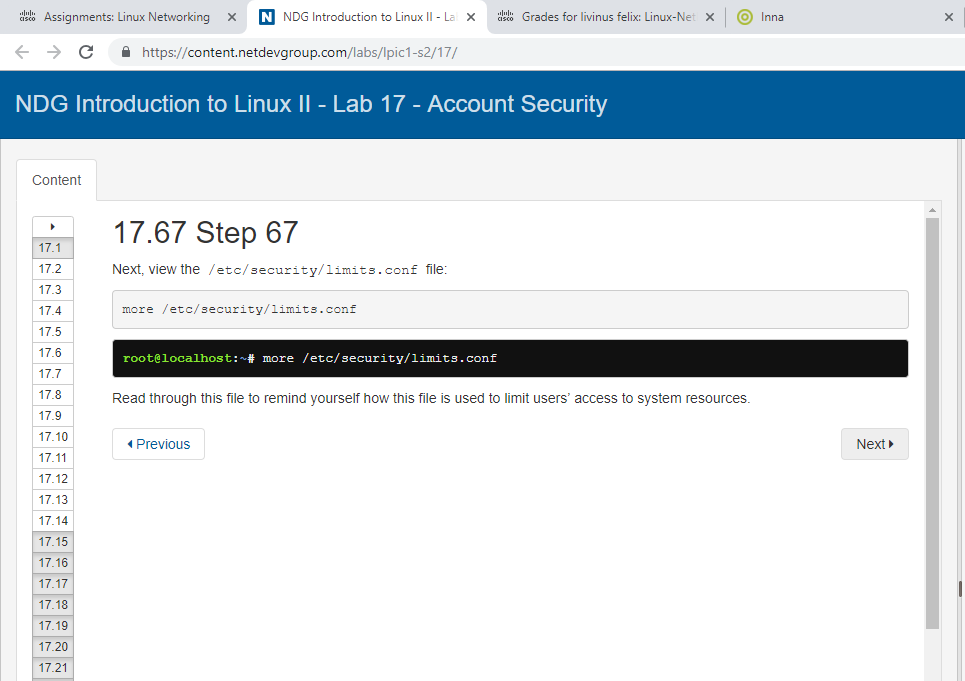 Assignments: Linux Networking
NDG Introduction to Linux II - La
Grades for livinus felix: Linux-Net
Inna
https://content.netdevgroup.com/labs/lpic1-s2/17/
NDG Introduction to Linux II - Lab 17 - Account Security
Content
17.1
17.2
17.3
17.4
17.5
17.6
17.7
17.8
17.9
17.10
17.11
17.12
17.13
17.14
17.15
17.16
17.17
17.18
17.19
17.20
17.21
17.67 Step 67
Next, view the /etc/security/limits.conf file:
more /etc/security/limits.conf
root@localhost:~# more /etc/security/limits.conf
Read through this file to remind yourself how this file is used to limit users’ access to system resources.
Previous
Next